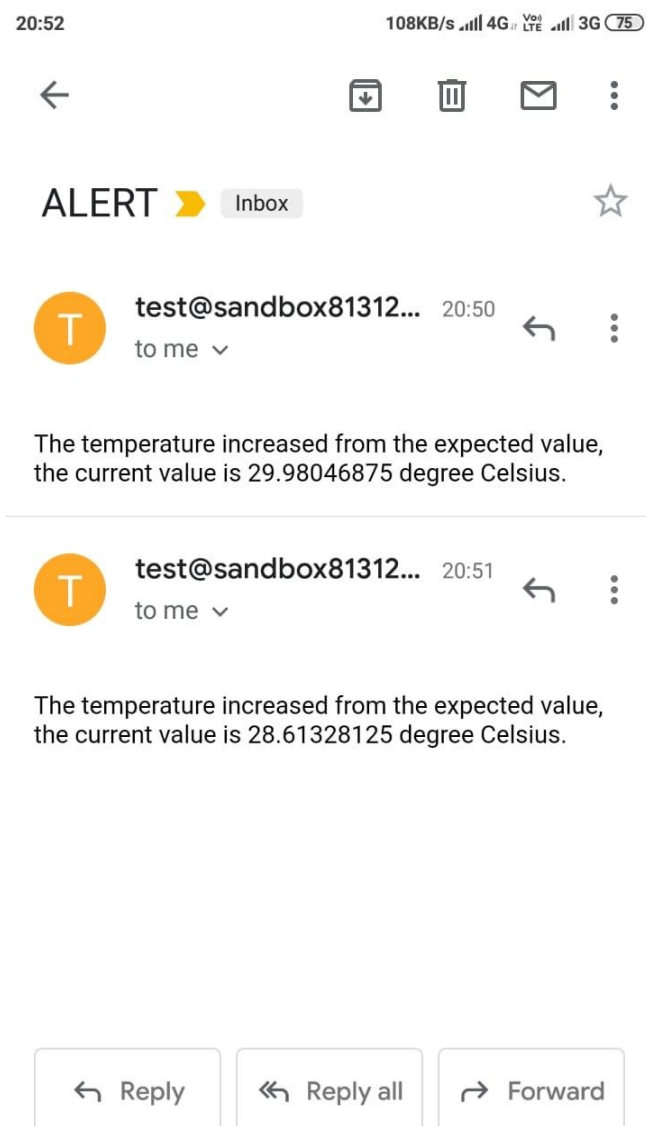 20:52 108KB/s 4G Vo) LTE 3G 75
ALERT Inbox
test@sandbox81312... 20:50
to me
T
The temperature increased from the expected value,
the current value is 29.98046875 degree Celsius.
test@sandbox81312... 20:51
to me
T
The temperature increased from the expected value,
the current value is 28.61328125 degree Celsius.
Reply Reply all Forward